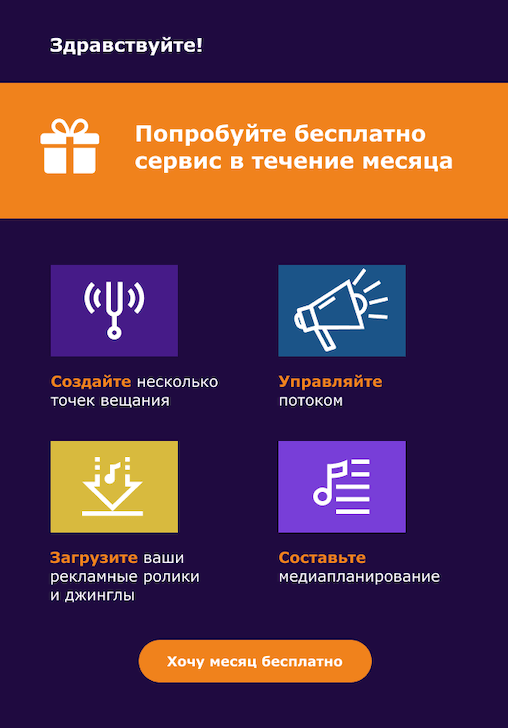 Здравствуйте!
Попробуйте бесплатно
сервис в течение месяца
Создайте несколько
точек вещания
Управляйте
потоком
Загрузите ваши
рекламные ролики
и джинглы
Составьте
медиапланирование
Хочу месяц бесплатно